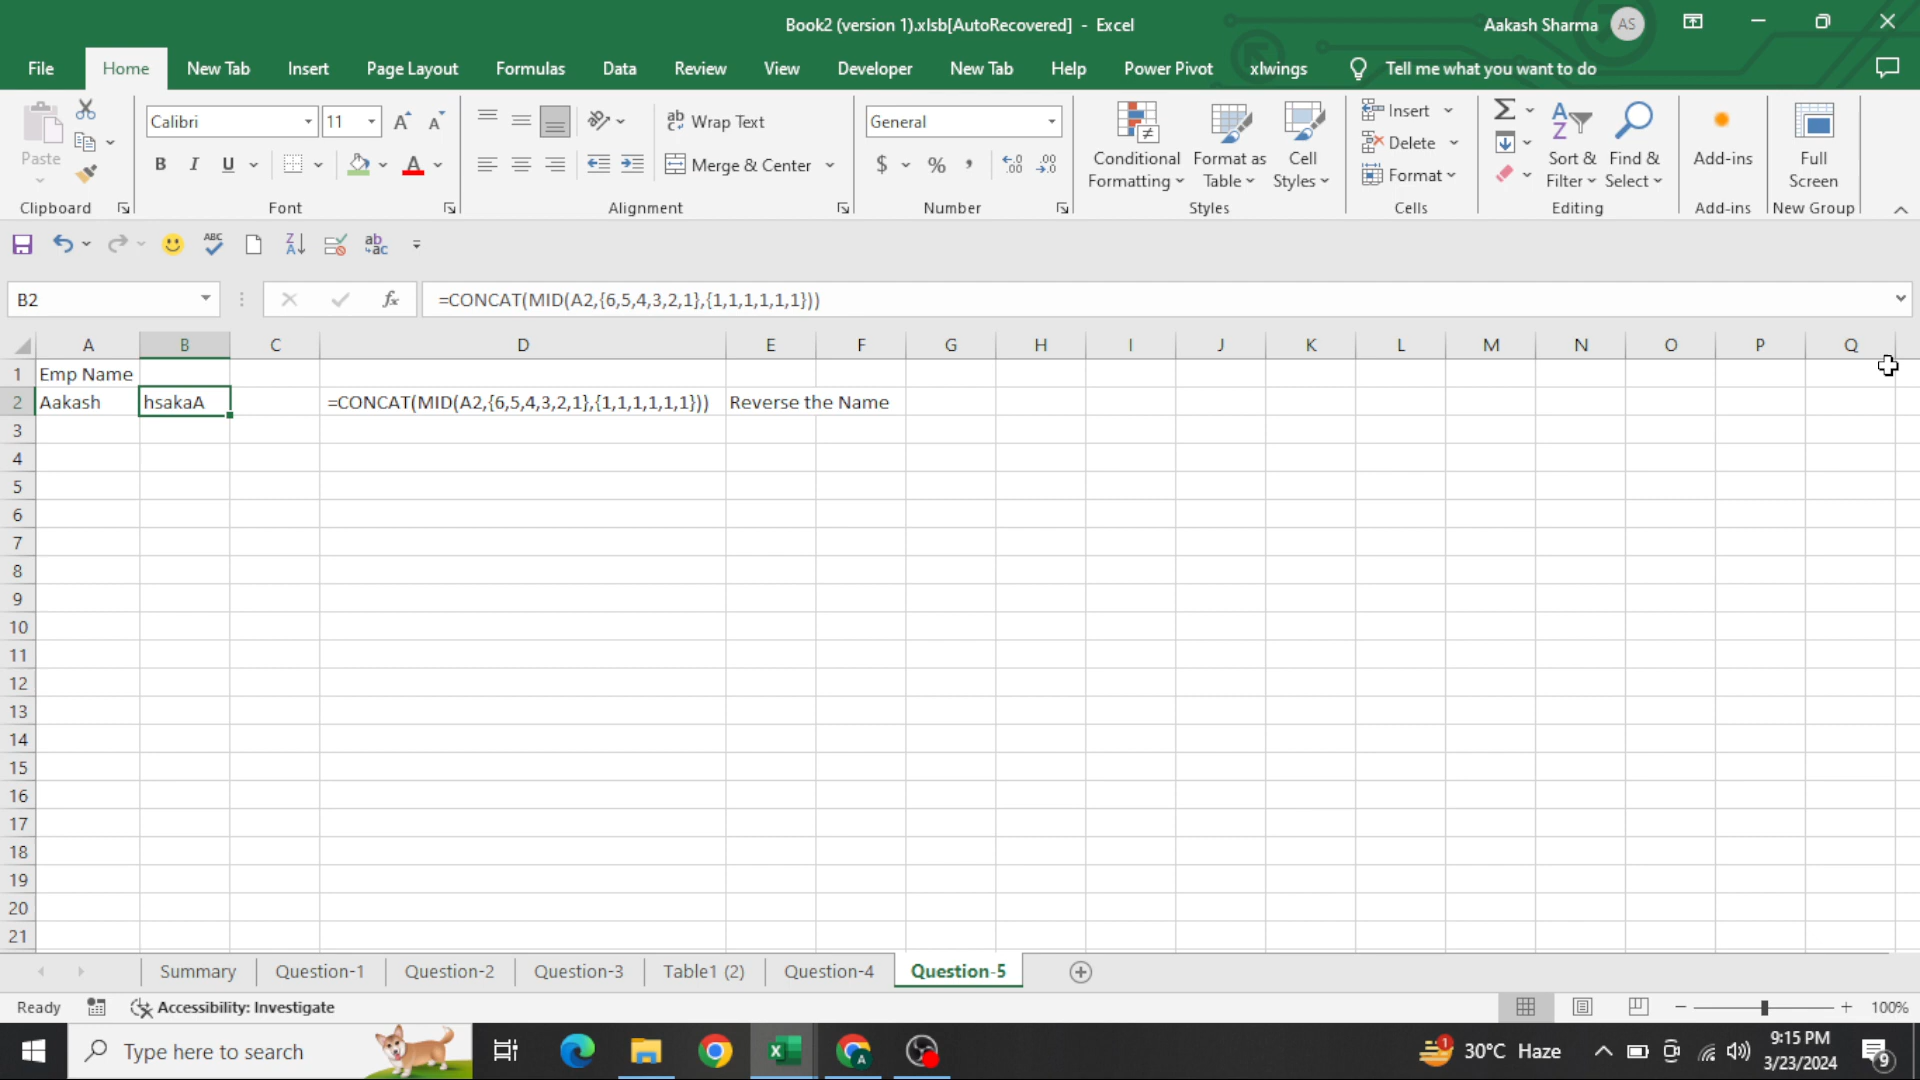 Book2 (version 1).xlsb[AutoRecovered] - Excel
Aakash Sharma AS
File Home New Tab Insert Page Layout Formulas Data Review View Developer New Tab Help Power Pivot xlwings Tell me what you want to do
Paste
Clipboard
Calibri 11
B I U
Font
Wrap Text
Merge & Center
Alignment
General
$ % ,
Number
Conditional Formatting
Format as Table
Cell Styles
Styles
Insert
Delete
Format
Cells
Sort & Filter
Find & Select
Editing
Add-ins
Add-ins
Full Screen
New Group
B2 fx =CONCAT(MID(A2,{6,5,4,3,2,1},{1,1,1,1,1,1}))
A B C D E F G H I J K L M N O P Q
1 Emp Name
2 Aakash hsakaA =CONCAT(MID(A2,{6,5,4,3,2,1},{1,1,1,1,1,1})) Reverse the Name
3
4
5
6
7
8
9
10
11
12
13
14
15
16
17
18
19
20
21
Summary Question-1 Question-2 Question-3 Table1 (2) Question-4 Question-5
Ready Accessibility: Investigate 100%
Type here to search
30°C Haze
9:15 PM
3/23/2024
9